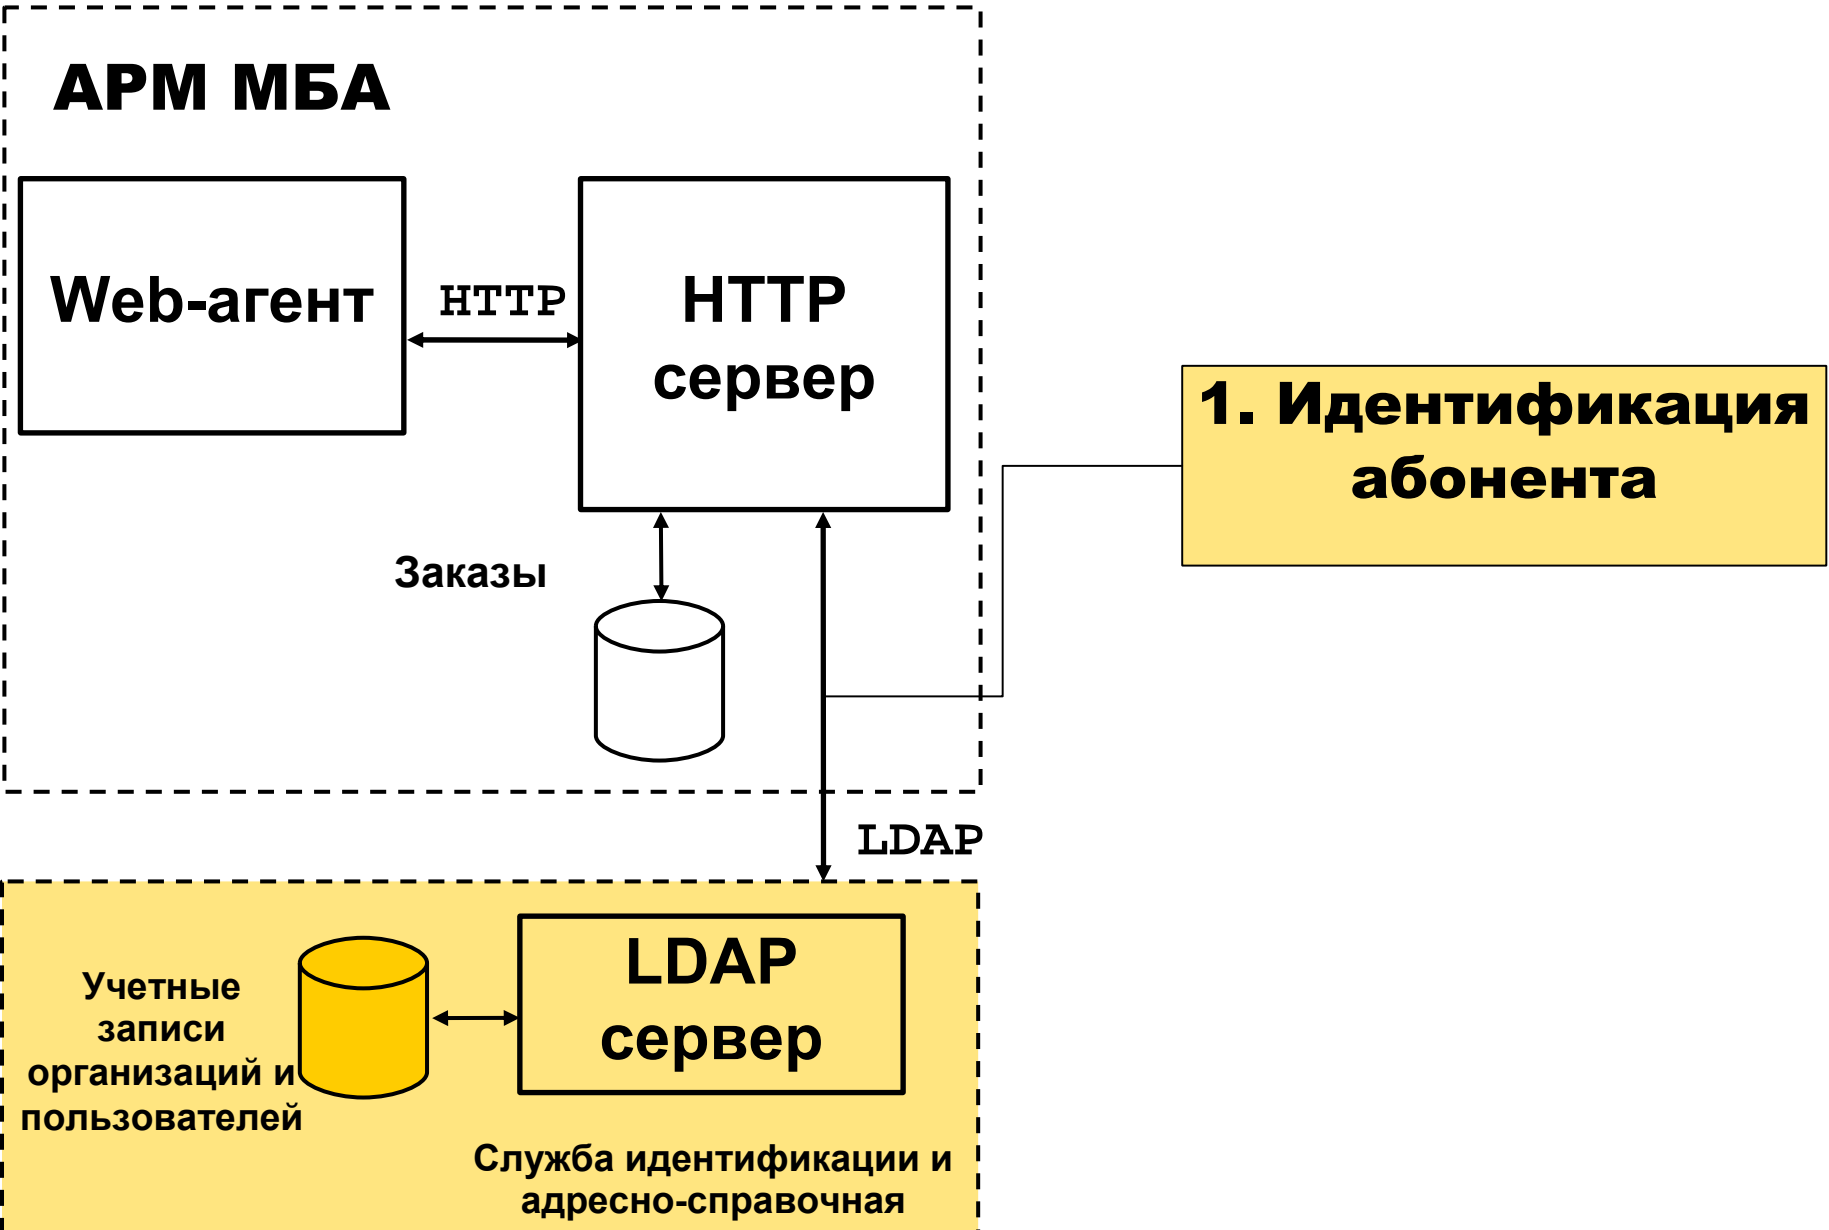 АРМ МБА
Web-агент
HTTP
HTTP
сервер
1. Идентификация
абонента
Заказы
LDAP
LDAP
сервер
Учетные
записи
организаций и
пользователей
Служба идентификации и
адресно-справочная